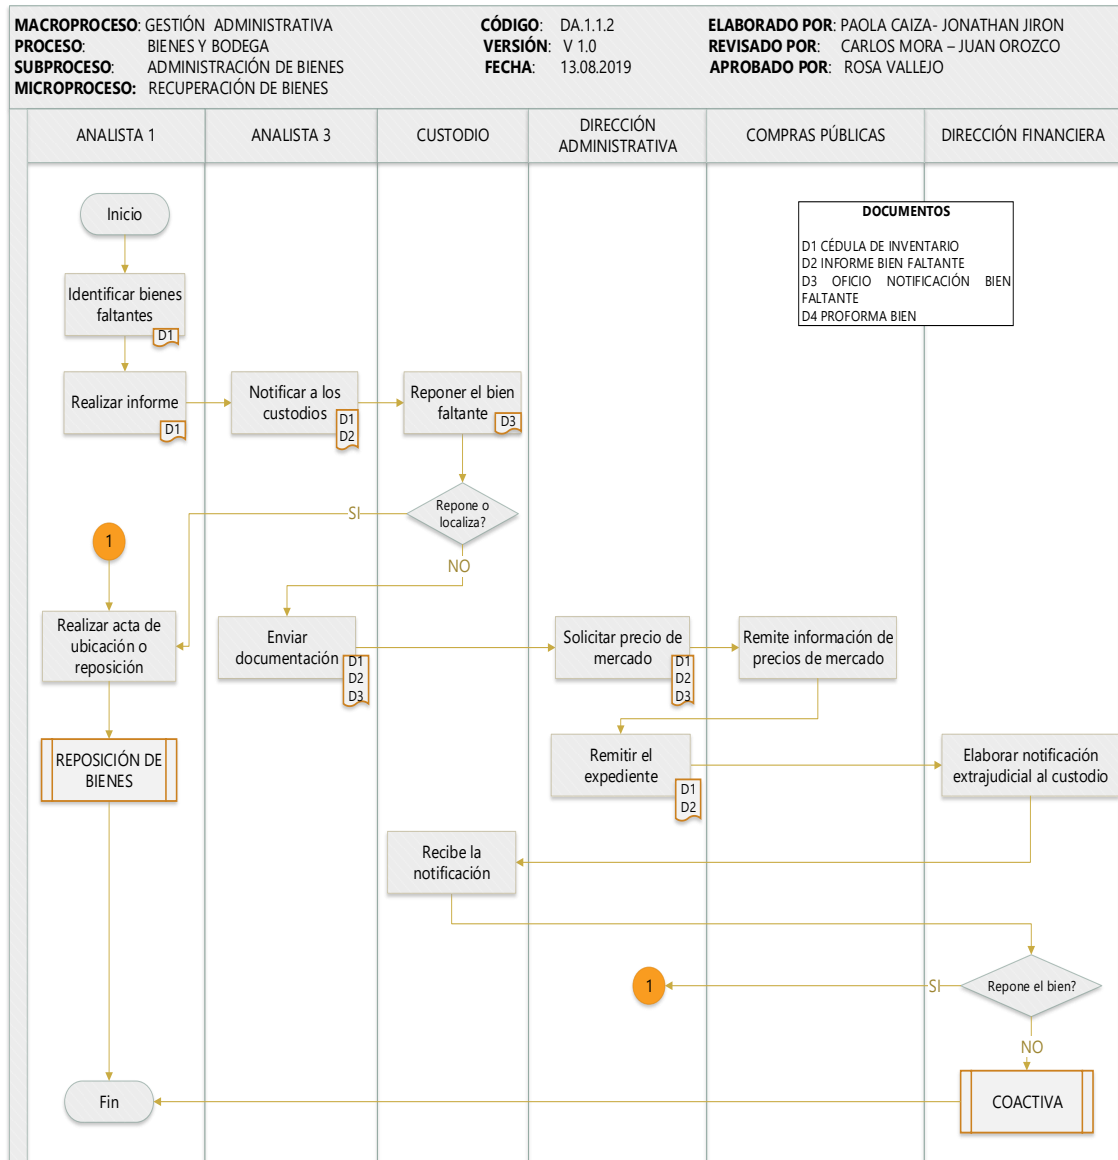 MACROPROCESO: GESTIÓN ADMINISTRATIVA
PROCESO: BIENES Y BODEGA
SUBPROCESO: ADMINISTRACIÓN DE BIENES
MICROPROCESO: RECUPERACIÓN DE BIENES
CÓDIGO: DA.1.1.2
VERSIÓN: V 1.0
FECHA: 13.08.2019
ELABORADO POR: PAOLA CAIZA- JONATHAN JIRON
REVISADO POR: CARLOS MORA – JUAN OROZCO
APROBADO POR: ROSA VALLEJO
ANALISTA 1
ANALISTA 3
CUSTODIO
DIRECCIÓN
ADMINISTRATIVA
COMPRAS PÚBLICAS
DIRECCIÓN FINANCIERA
Inicio
DOCUMENTOS
D1 CÉDULA DE INVENTARIO
D2 INFORME BIEN FALTANTE
D3 OFICIO NOTIFICACIÓN BIEN
FALTANTE
D4 PROFORMA BIEN
Identificar bienes
faltantes
D1
Realizar informe
D1
Notificar a los
custodios
D1
D2
Reponer el bien
faltante
D3
Repone o
localiza?
SI
NO
1
Realizar acta de
ubicación o
reposición
Enviar
documentación
D1
D2
D3
Solicitar precio de
mercado
D1
D2
D3
Remite información de
precios de mercado
REPOSICIÓN DE
BIENES
Remitir el
expediente
D1
D2
Elaborar notificación
extrajudicial al custodio
Recibe la
notificación
Repone el bien?
SI
1
NO
COACTIVA
Fin